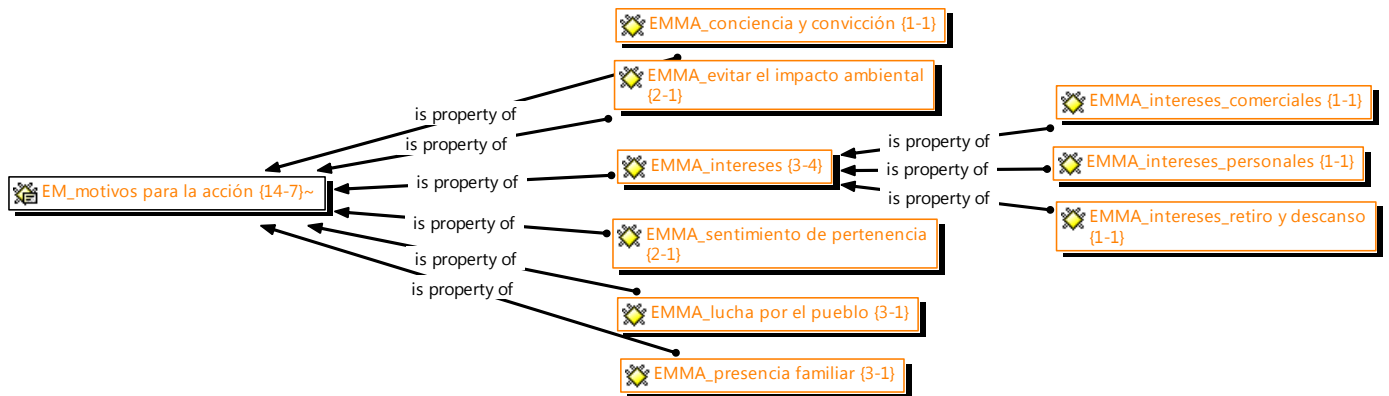 EMMA_conciencia y convicción {1-1}
EMMA_evitar el impacto ambiental
{2-1}
EMMA_intereses_comerciales {1-1}
is property of
is property of
is property of
EMMA_intereses {3-4}
is property of
EMMA_intereses_personales {1-1}
is property of
EM_motivos para la acción {14-7}~
is property of
EMMA_intereses_retiro y descanso
{1-1}
is property of
EMMA_sentimiento de pertenencia
{2-1}
is property of
is property of
EMMA_lucha por el pueblo {3-1}
EMMA_presencia familiar {3-1}